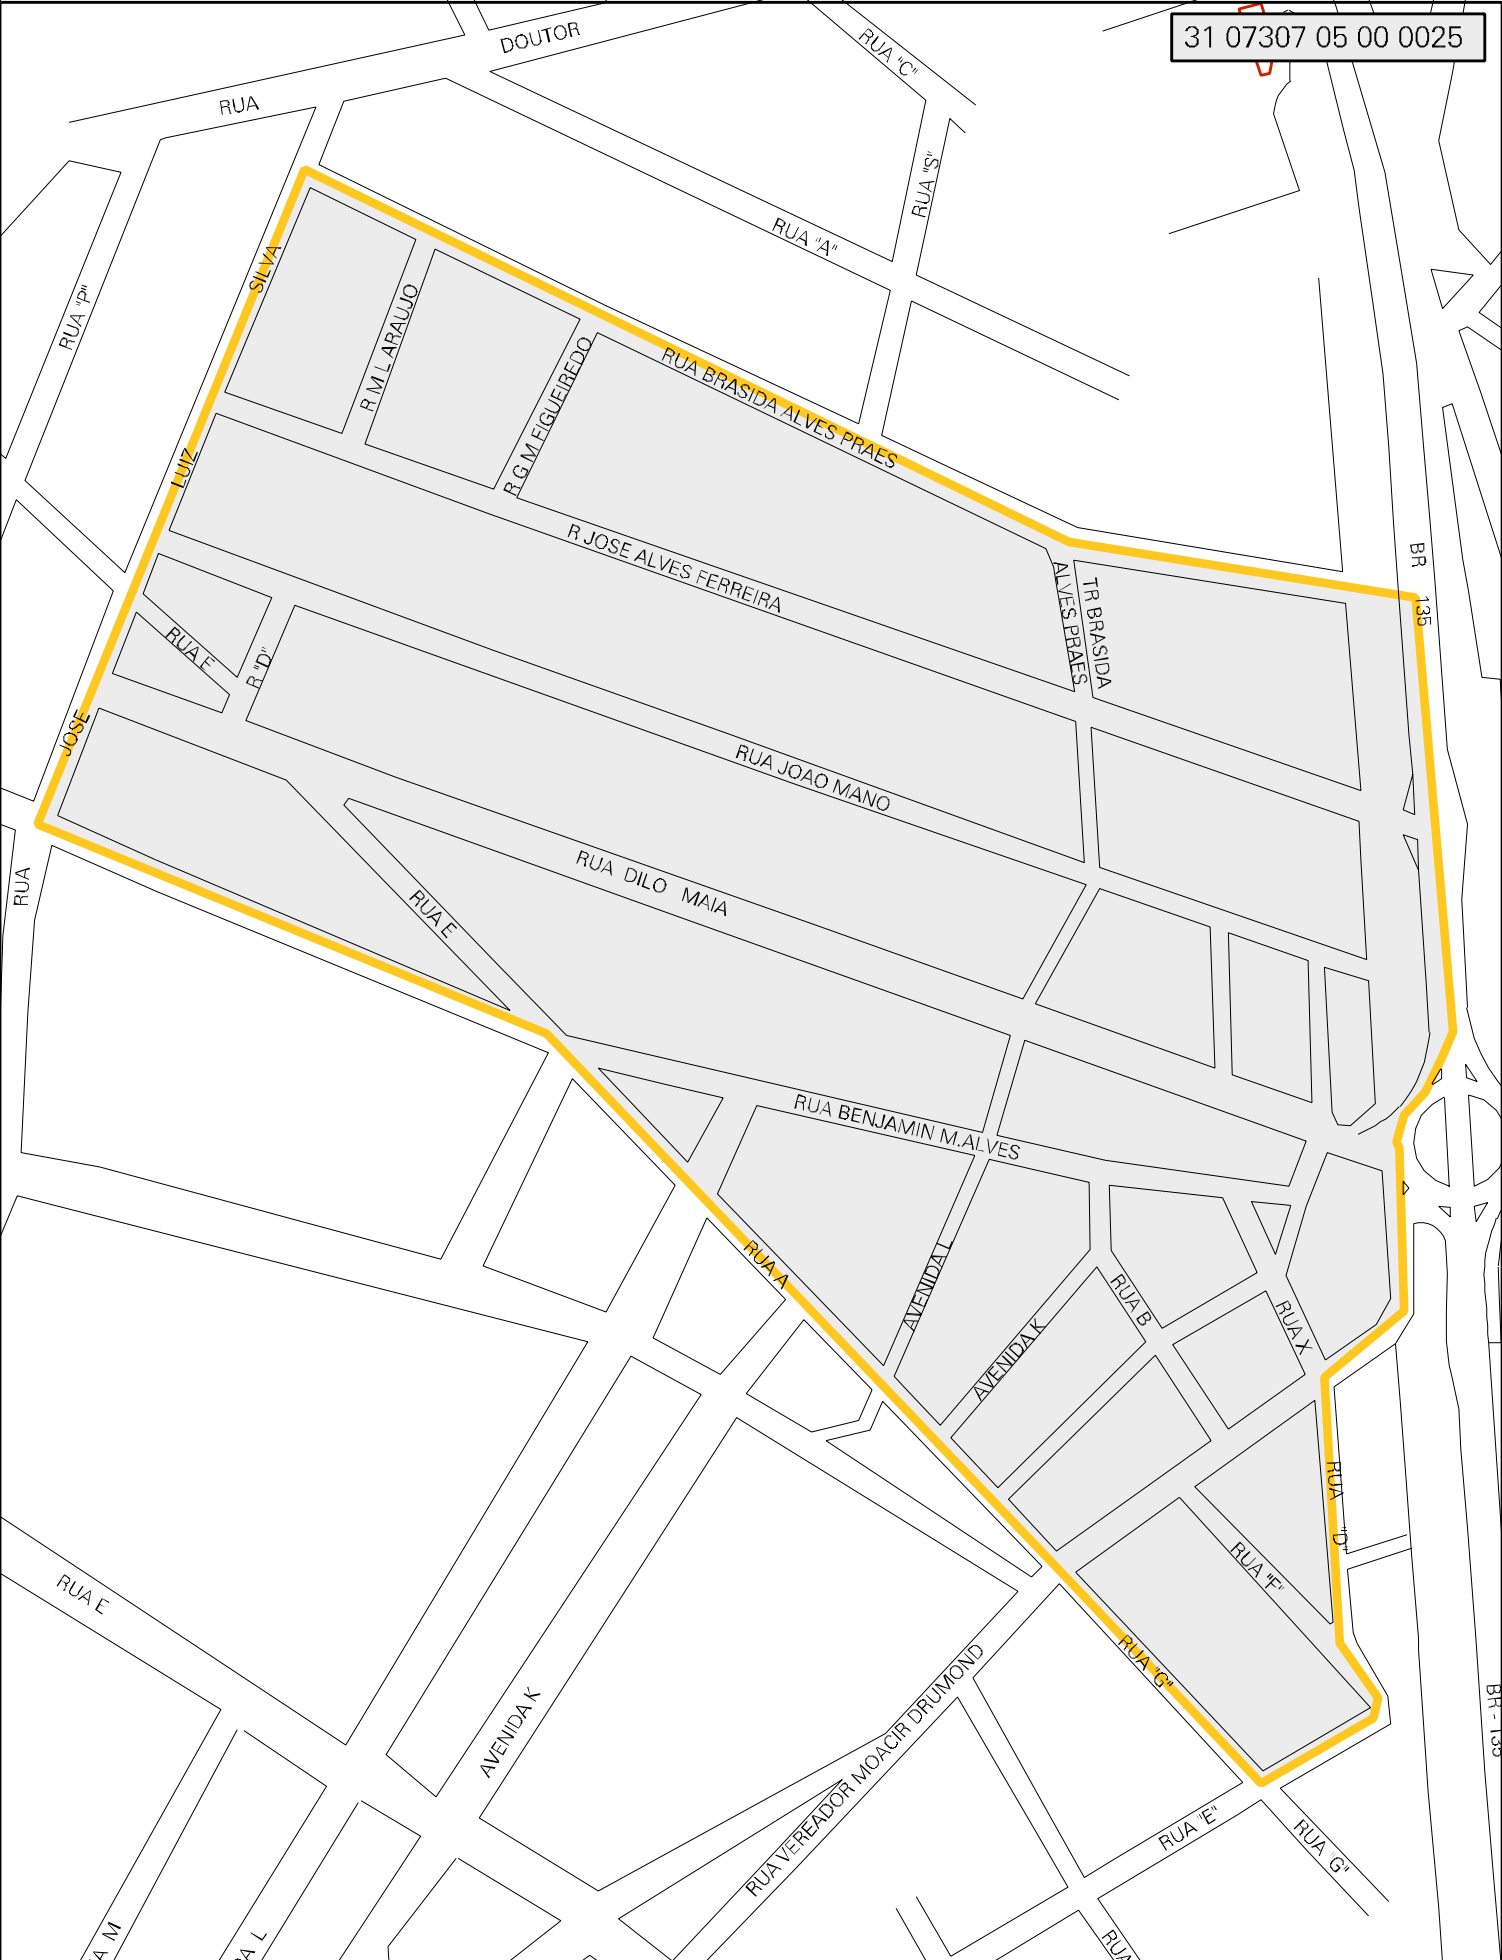 31 07307 05 00 0025
DOUTOR
RUA "C"
RUA
RUA "S"
RUA "A"
SILVA
RUA "P"
R M L ARAUJO
R G M FIGUEIREDO
RUA BRASIDA ALVES PRAES
LUIZ
R JOSE ALVES FERREIRA
BR 135
TR BRASIDA
ALVES PRAES
RUA E
R "D"
JOSE
RUA JOAO MANO
RUA DILO MAIA
RUA
RUA E
RUA BENJAMIN M.ALVES
RUA A
AVENIDA L
RUA B
RUA X
AVENIDA K
RUA "D"
RUA "F"
RUA E
RUA "G"
AVENIDA K
RUA VEREADOR MOACIR DRUMOND
BR - 135
RUA "E"
RUA "G"
A M
A L
RUA